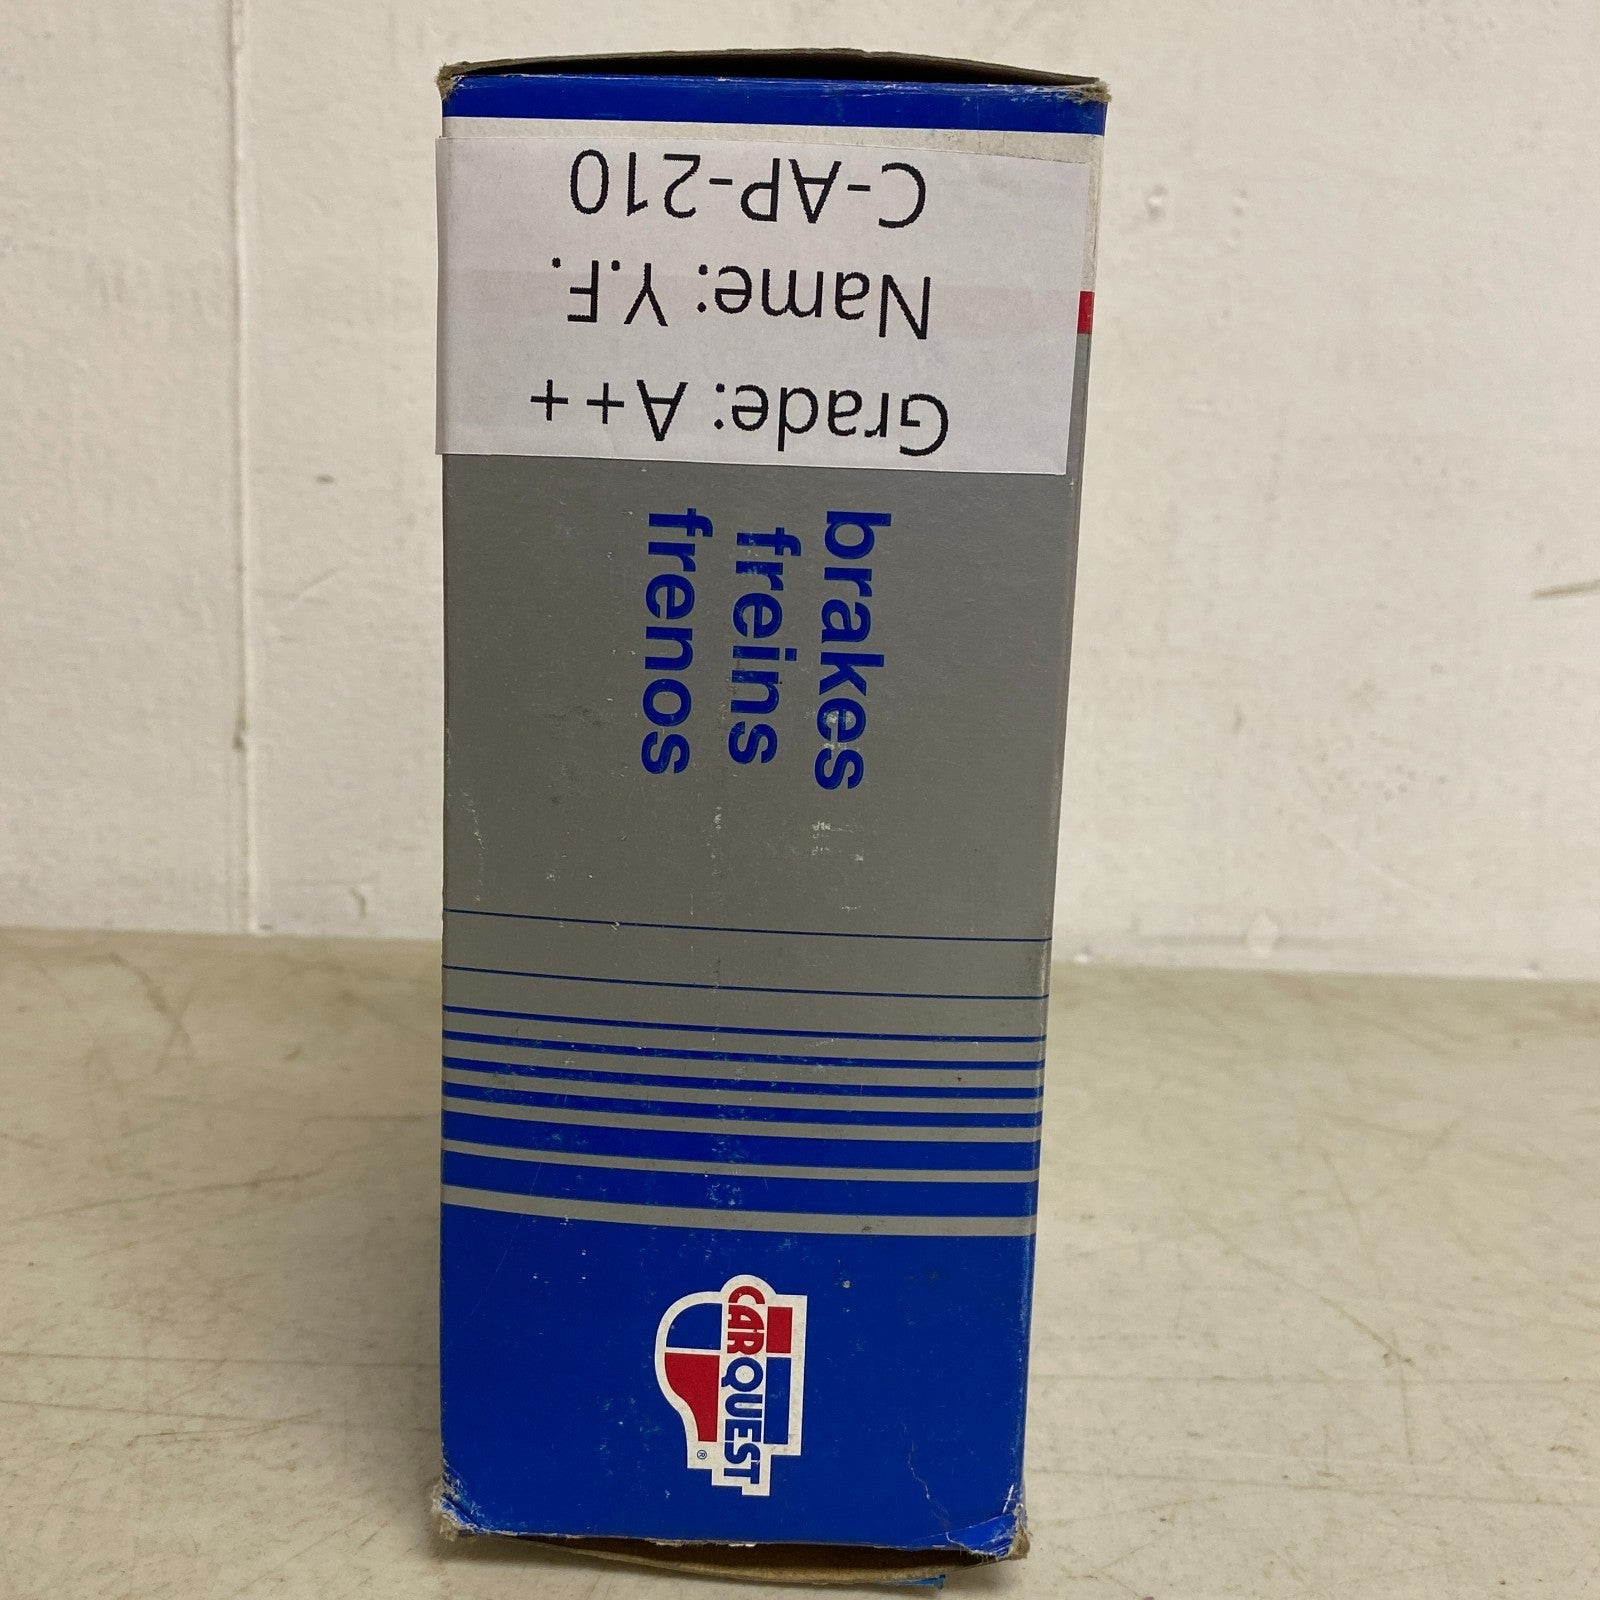 Grade: A++
Name: Y.F.
C-AP-210
brakes
freins
frenos
CARQUEST
®